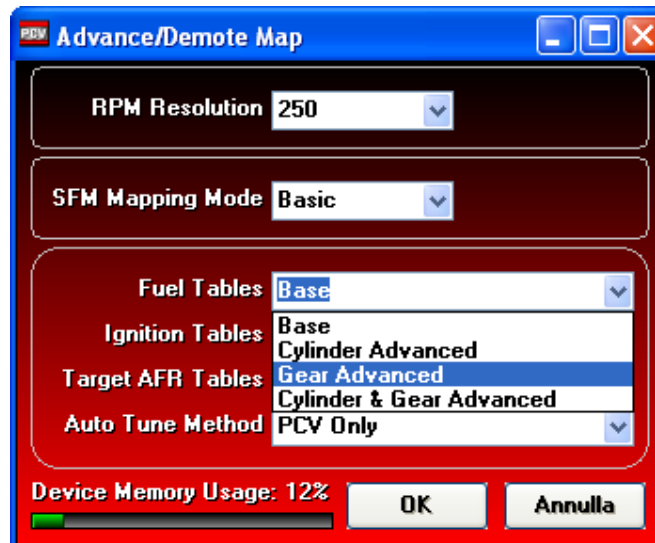 PCV Advance/Demote Map
RPM Resolution 250
SFM Mapping Mode Basic
Fuel Tables Base
Ignition Tables Base
Cylinder Advanced
Target AFR Tables Gear Advanced
Cylinder & Gear Advanced
Auto Tune Method PCV Only
Device Memory Usage: 12% OK Annulla